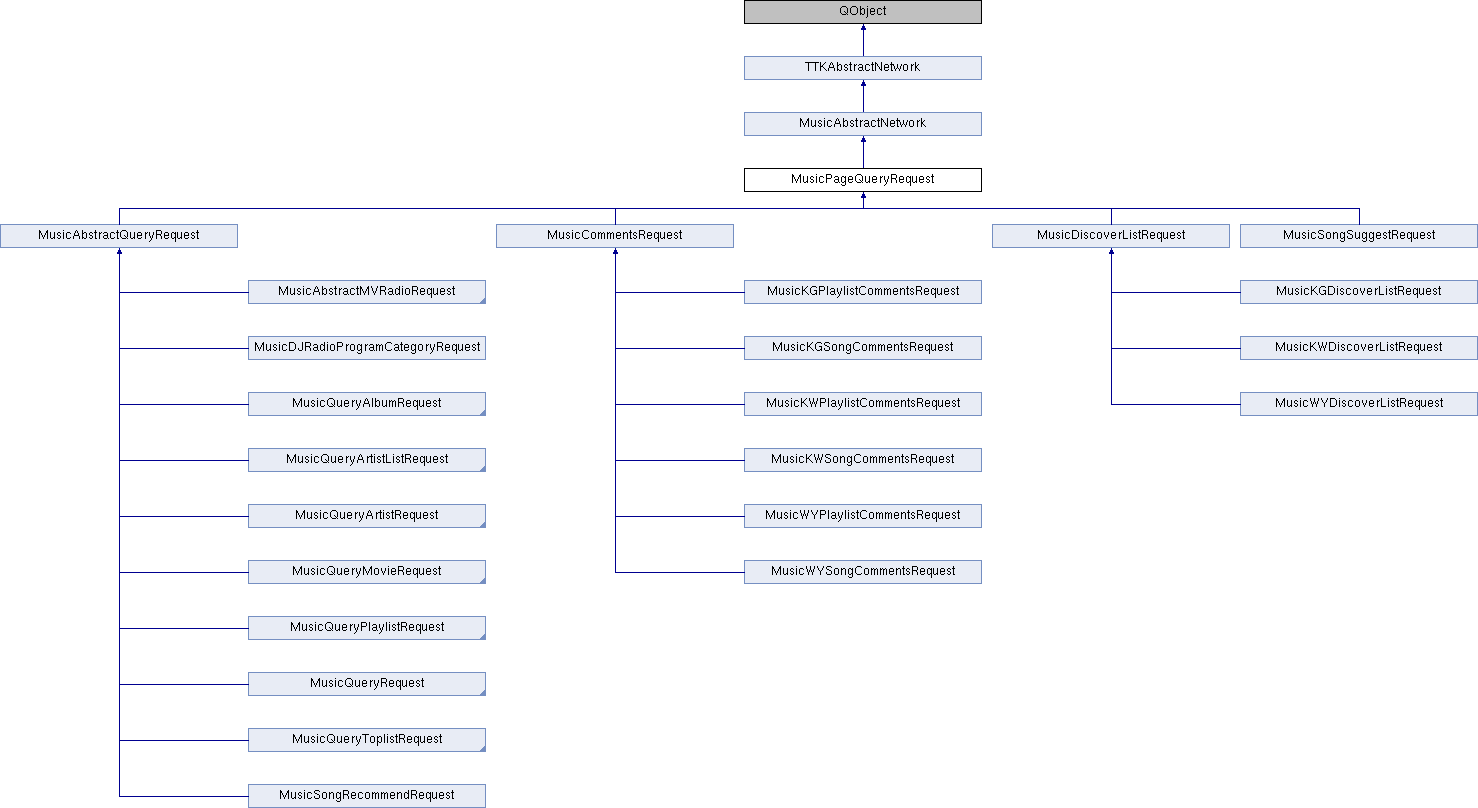 QObject
TTKAbstractNetwork
MusicAbstractNetwork
MusicPageQueryRequest
MusicAbstractQueryRequest
MusicCommentsRequest
MusicDiscoverListRequest
MusicSongSuggestRequest
MusicAbstractMVRadioRequest
MusicKGPlaylistCommentsRequest
MusicKGDiscoverListRequest
MusicDJRadioProgramCategoryRequest
MusicKGSongCommentsRequest
MusicKWDiscoverListRequest
MusicQueryAlbumRequest
MusicKWPlaylistCommentsRequest
MusicWYDiscoverListRequest
MusicQueryArtistListRequest
MusicKWSongCommentsRequest
MusicQueryArtistRequest
MusicWYPlaylistCommentsRequest
MusicQueryMovieRequest
MusicWYSongCommentsRequest
MusicQueryPlaylistRequest
MusicQueryRequest
MusicQueryToplistRequest
MusicSongRecommendRequest